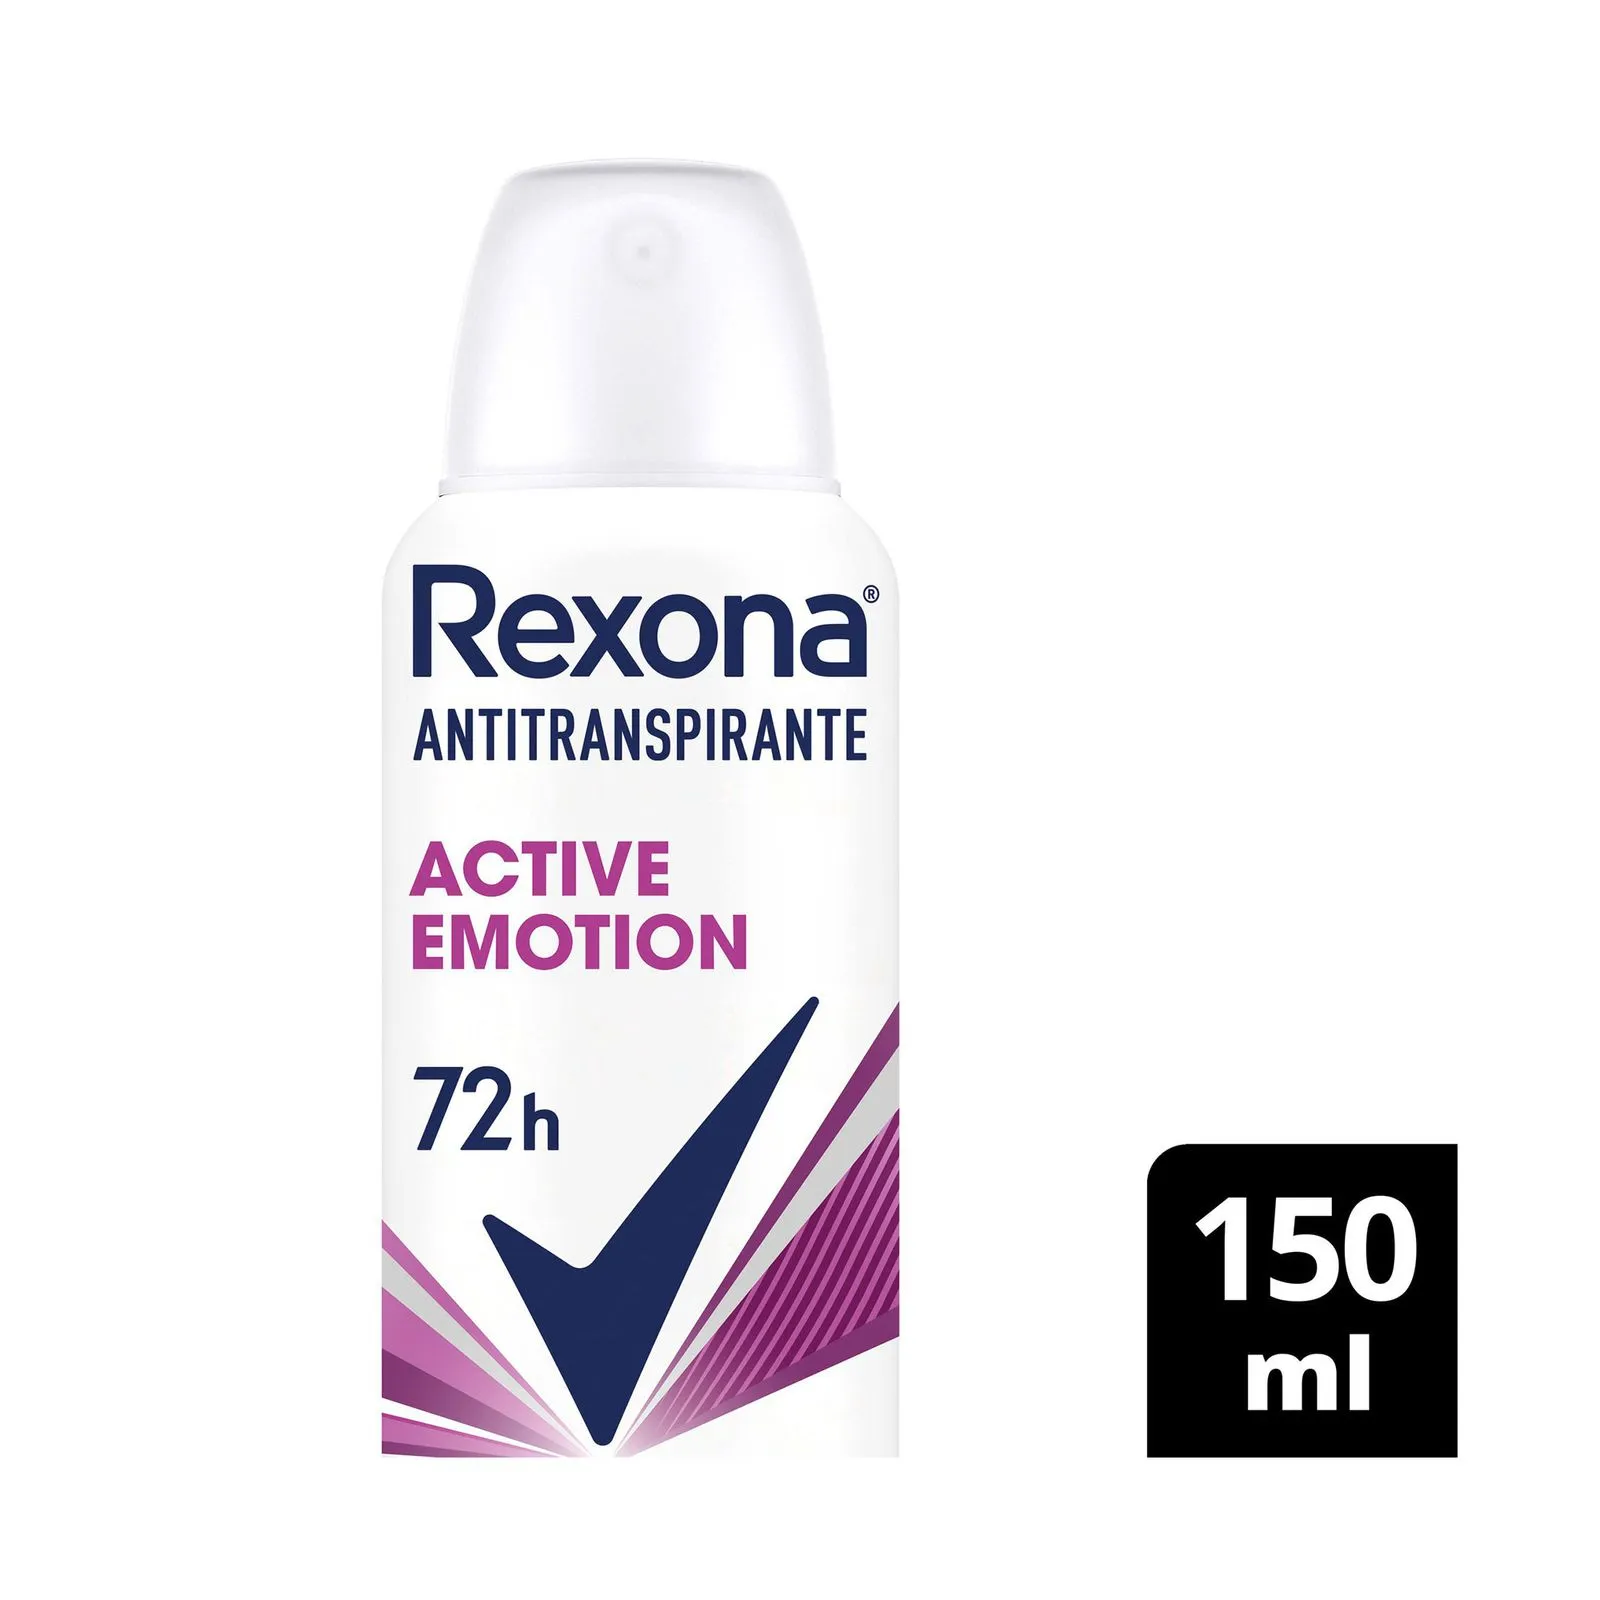 Rexona®
ANTITRANSPIRANTE
ACTIVE
EMOTION
72h
150
ml